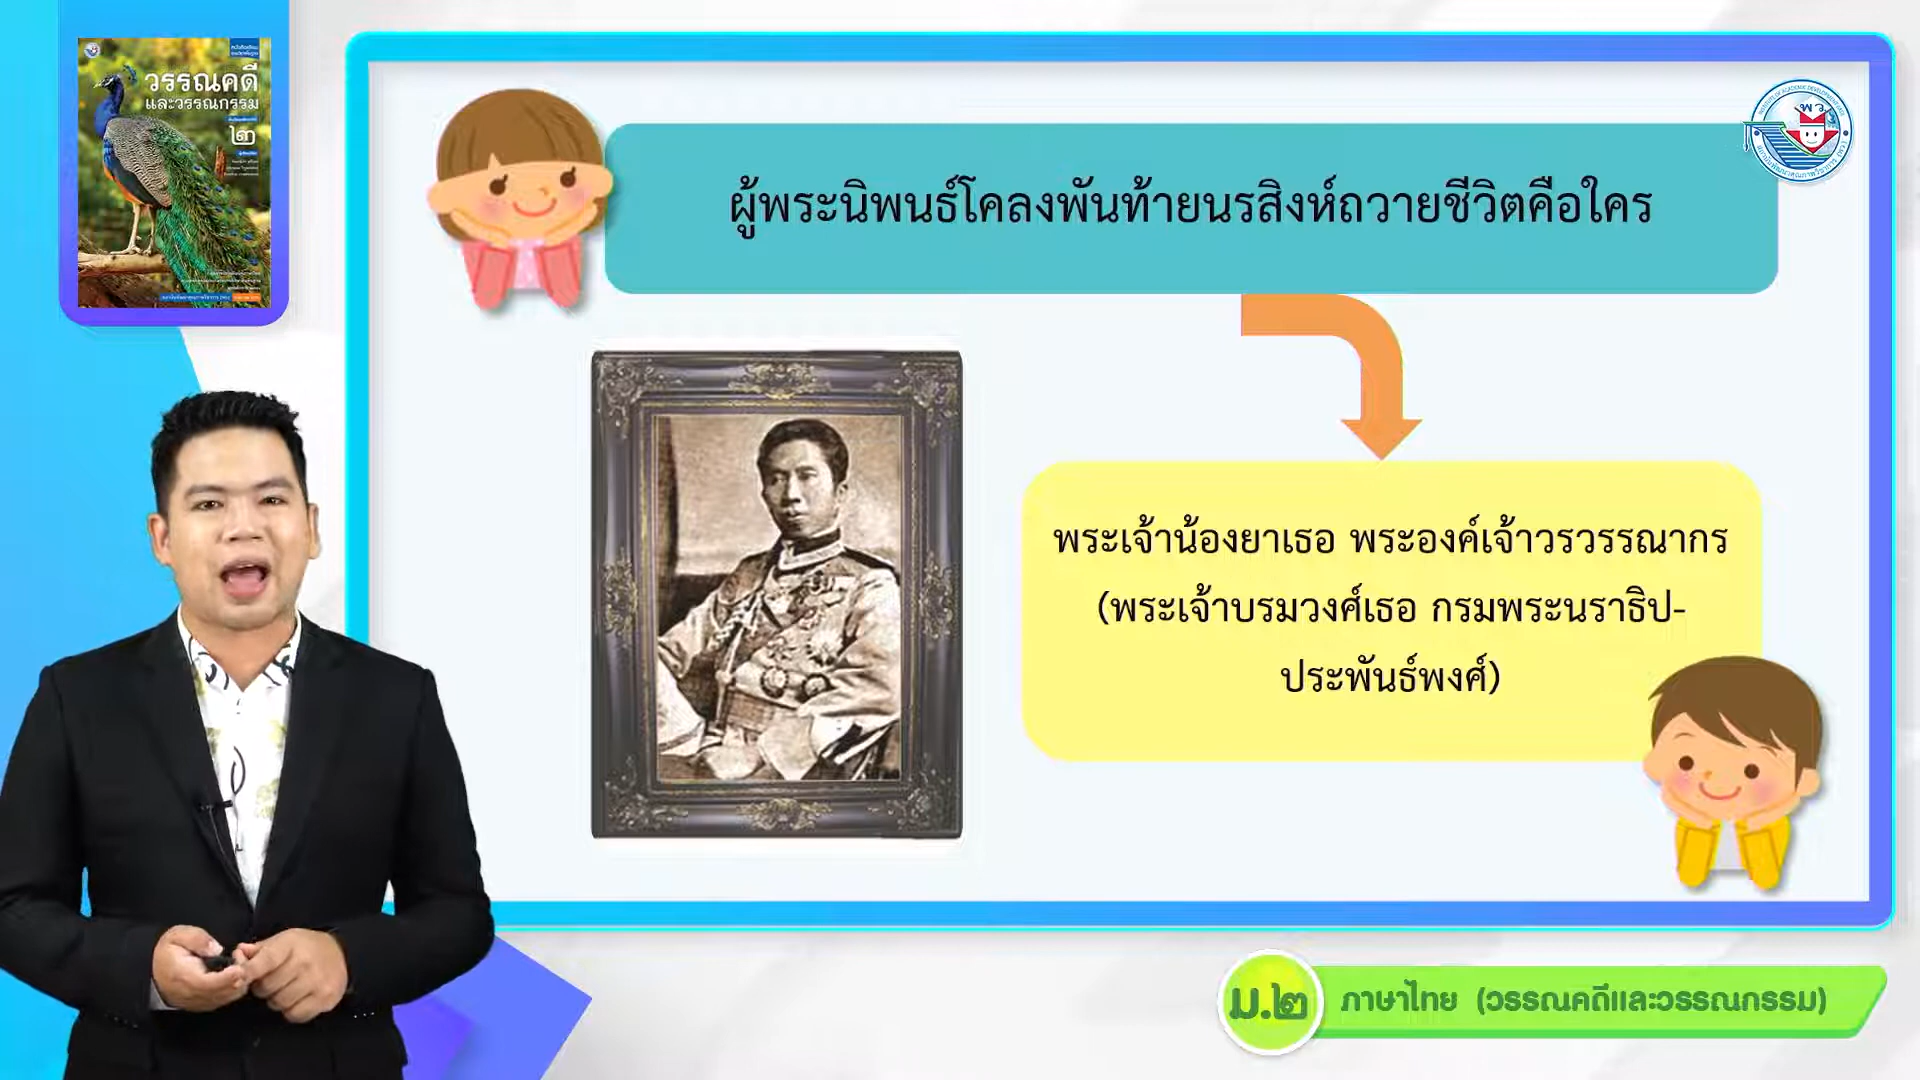 วรรณคดี
และวรรณกรรม
๒
พว
ผู้พระนิพนธ์โคลงพันท้ายนรสิงห์ถวายชีวิตคือใคร
พระเจ้าน้องยาเธอ พระองค์เจ้าวรวรรณากร
(พระเจ้าบรมวงศ์เธอ กรมพระนราธิป-
ประพันธ์พงศ์)
ม.๒ ภาษาไทย (วรรณคดีและวรรณกรรม)